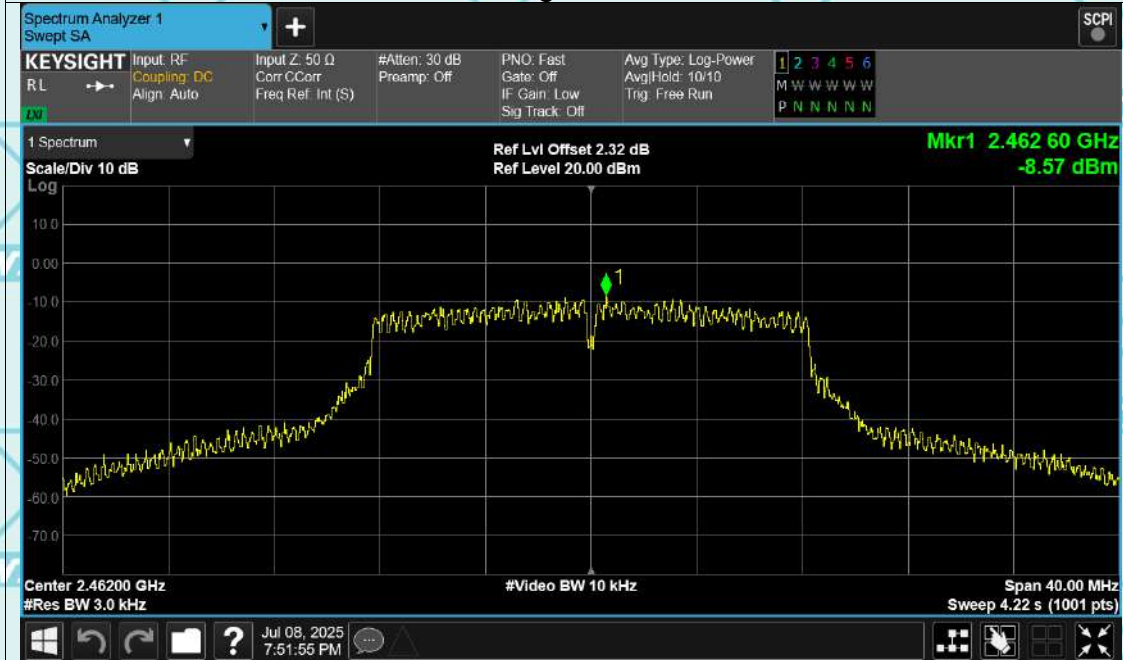 Spectrum Analyzer 1
Swept SA
+
SCPI
KEYSIGHT
RL
LXI
Input: RF
Coupling: DC
Align: Auto
Input Z: 50 Ω
Corr CCorr
Freq Ref: Int (S)
#Atten: 30 dB
Preamp: Off
PNO: Fast
Gate: Off
IF Gain: Low
Sig Track: Off
Avg Type: Log-Power
Avg|Hold: 10/10
Trig: Free Run
1 2 3 4 5 6
M W W W W W
P N N N N N
1 Spectrum
Scale/Div 10 dB
Log
Ref Lvl Offset 2.32 dB
Ref Level 20.00 dBm
Mkr1 2.462 60 GHz
-8.57 dBm
10.0
0.00
-10.0
-20.0
-30.0
-40.0
-50.0
-60.0
-70.0
1
Center 2.46200 GHz
#Res BW 3.0 kHz
#Video BW 10 kHz
Span 40.00 MHz
Sweep 4.22 s (1001 pts)
?
Jul 08, 2025
7:51:55 PM